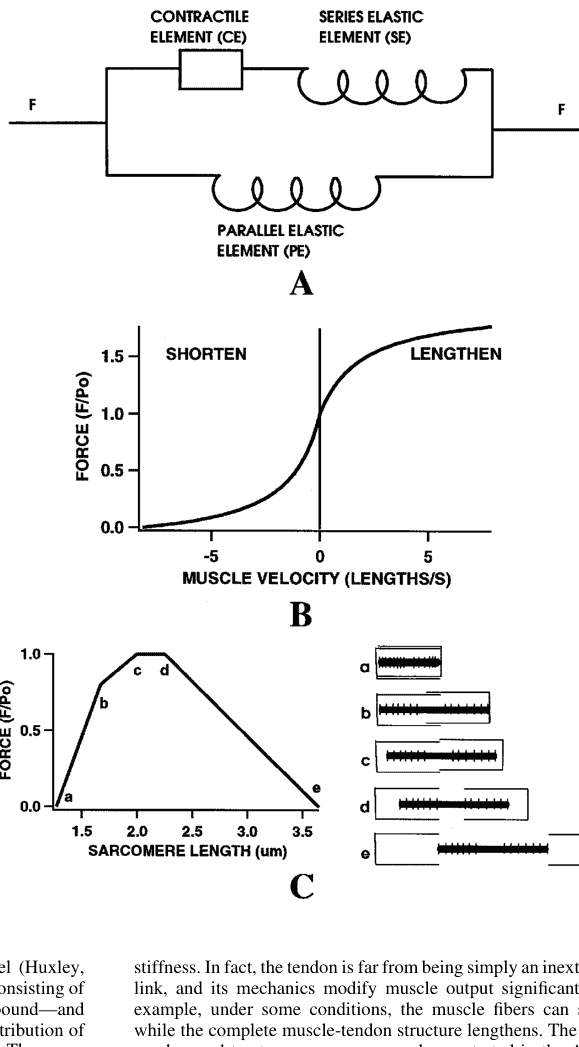 CONTRACTILE
ELEMENT (CE)
SERIES ELASTIC
ELEMENT (SE)
F
F
PARALLEL ELASTIC
ELEMENT (PE)
A
SHORTEN
LENGTHEN
FORCE (F/Po)
1.5
1.0
0.5
0.0
-5
0
5
MUSCLE VELOCITY (LENGTHS/S)
B
FORCE (F/Po)
1.0
0.5
0.0
a
b
c
d
e
1.5
2.0
2.5
3.0
3.5
SARCOMERE LENGTH (um)
a
b
c
d
e
C
el (Huxley,
onsisting of
ound—and
tribution of
stiffness. In fact, the tendon is far from being simply an inext
link, and its mechanics modify muscle output significant
example, under some conditions, the muscle fibers can s
while the complete muscle-tendon structure lengthens. The